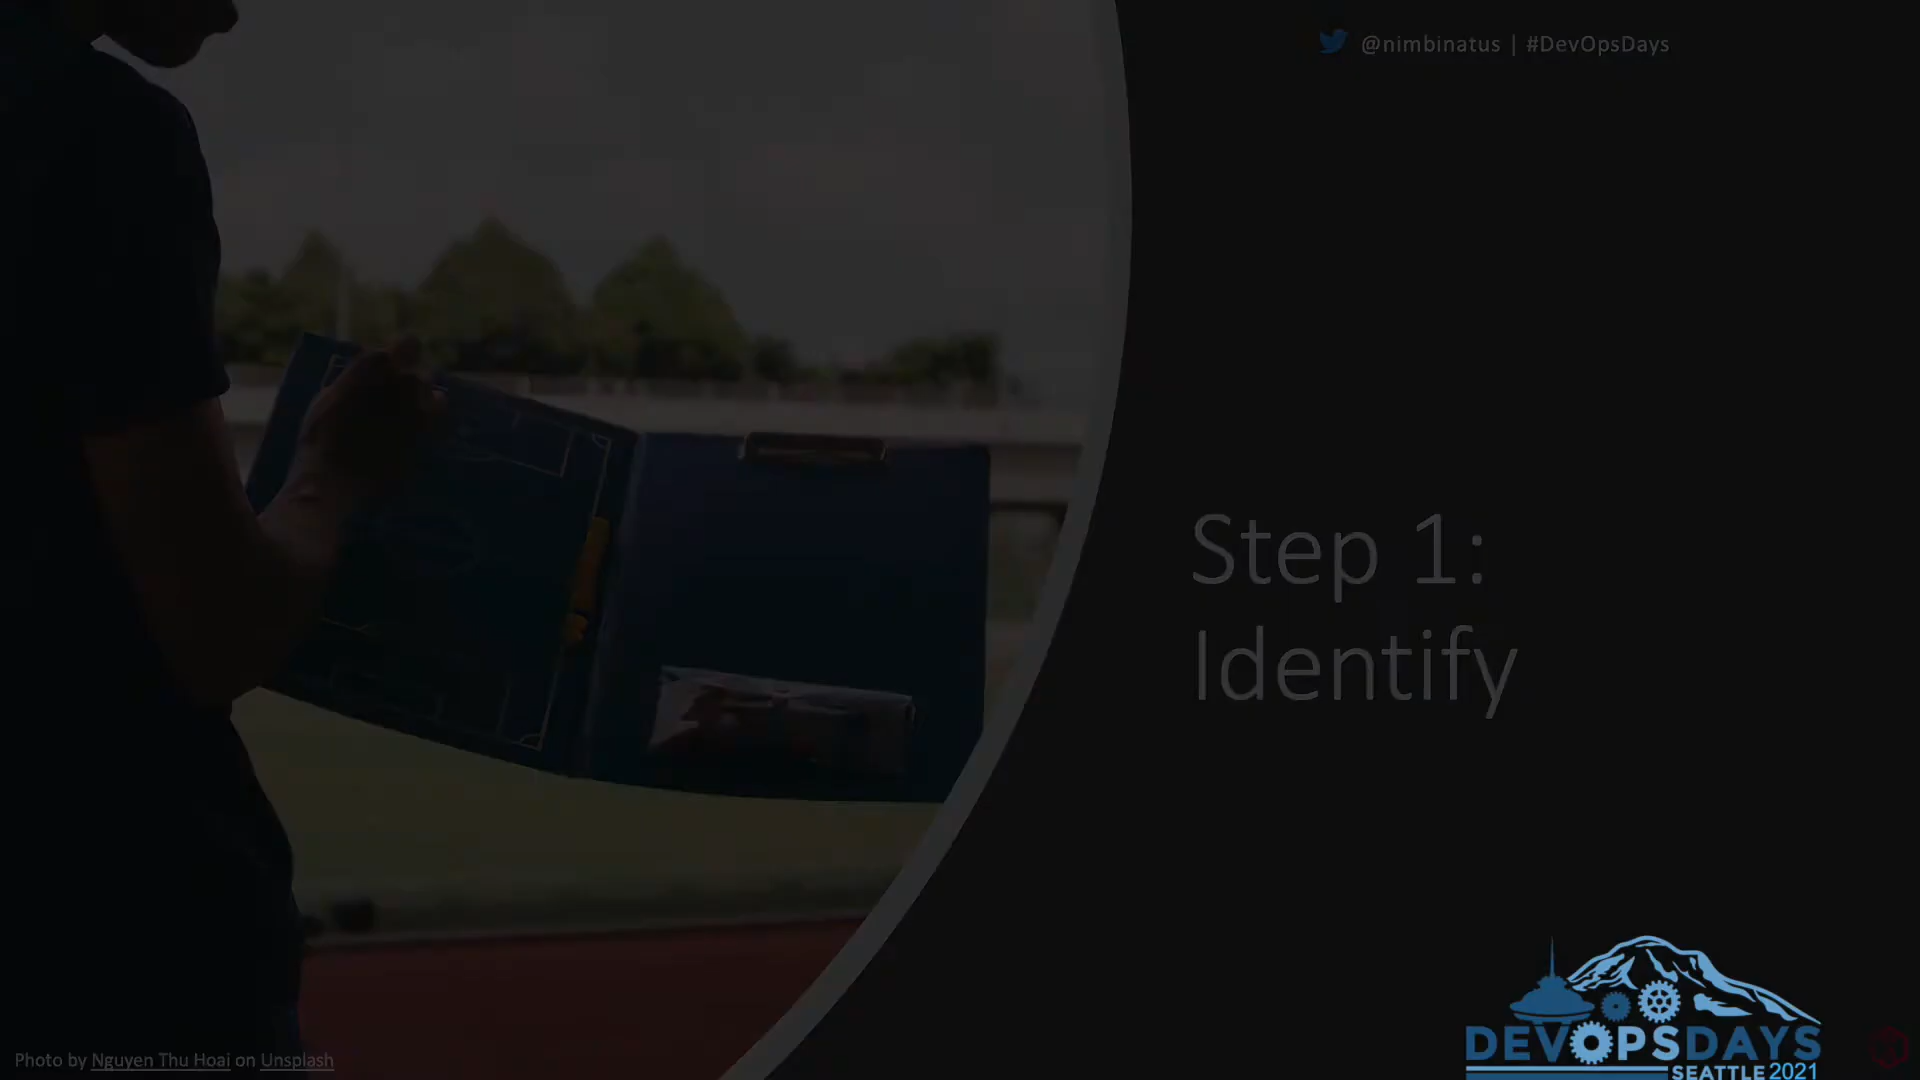 @nimbinatus | #DevOpsDays
Step 1:
Identify
Photo by Nguyen Thu Hoai on Unsplash
DEVOPSDAYS
SEATTLE 2021